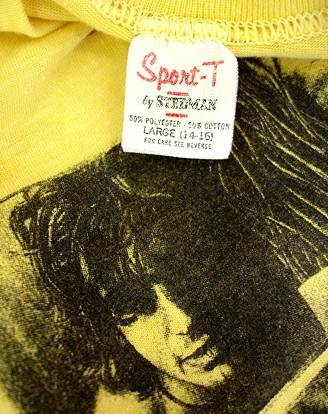 Sport-T
by STEDMAN
50% POLYESTER - 50% COTTON
LARGE (14-16)
FOR CARE SEE REVERSE